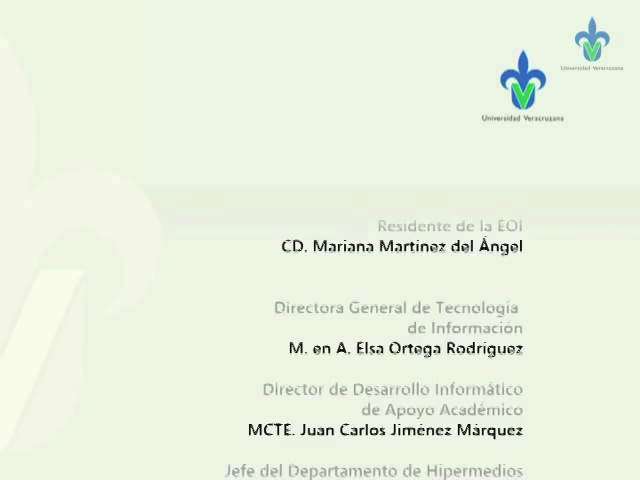 Universidad Veracruzana
Universidad Veracruzana
Residente de la EOI
CD. Mariana Martínez del Ángel
Directora General de Tecnología
de Información
M. en A. Elsa Ortega Rodríguez
Director de Desarrollo Informático
de Apoyo Académico
MCTE. Juan Carlos Jiménez Márquez
Jefe del Departamento de Hipermedios